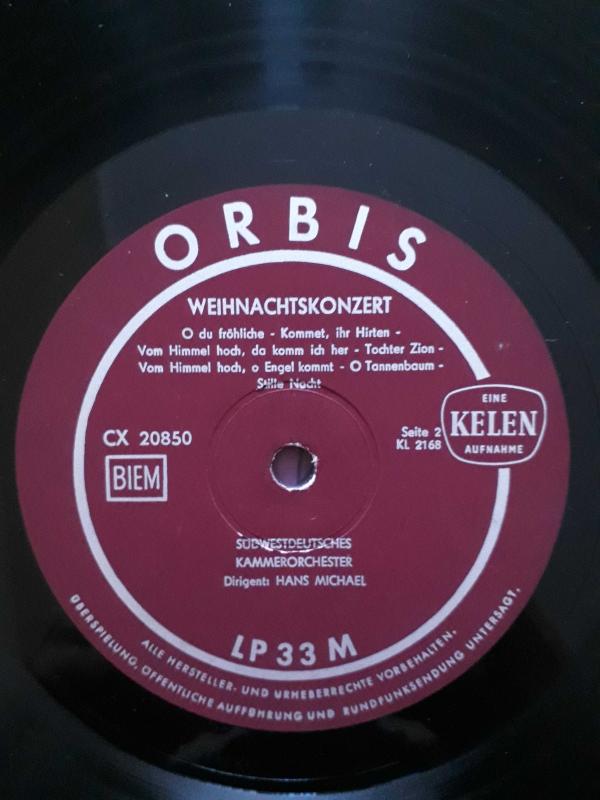 ORBIS
WEIHNACHTSKONZERT
O du fröhliche - Kommet, ihr Hirten -
Vom Himmel hoch, da komm ich her - Tochter Zion -
Vom Himmel hoch, o Engel kommt - O Tannenbaum -
Stille Nacht
CX 20850
BIEM
Seite 2
KL 2168
EINE
KELEN
AUFNAHME
SÜDWESTDEUTSCHES
KAMMERORCHESTER
Dirigent: HANS MICHAEL
LP 33 M
ALLE HERSTELLER- UND URHEBERRECHTE VORBEHALTEN.
ÜBERSPIELUNG, ÖFFENTLICHE AUFFÜHRUNG UND RUNDFUNKSENDUNG UNTERSAGT.